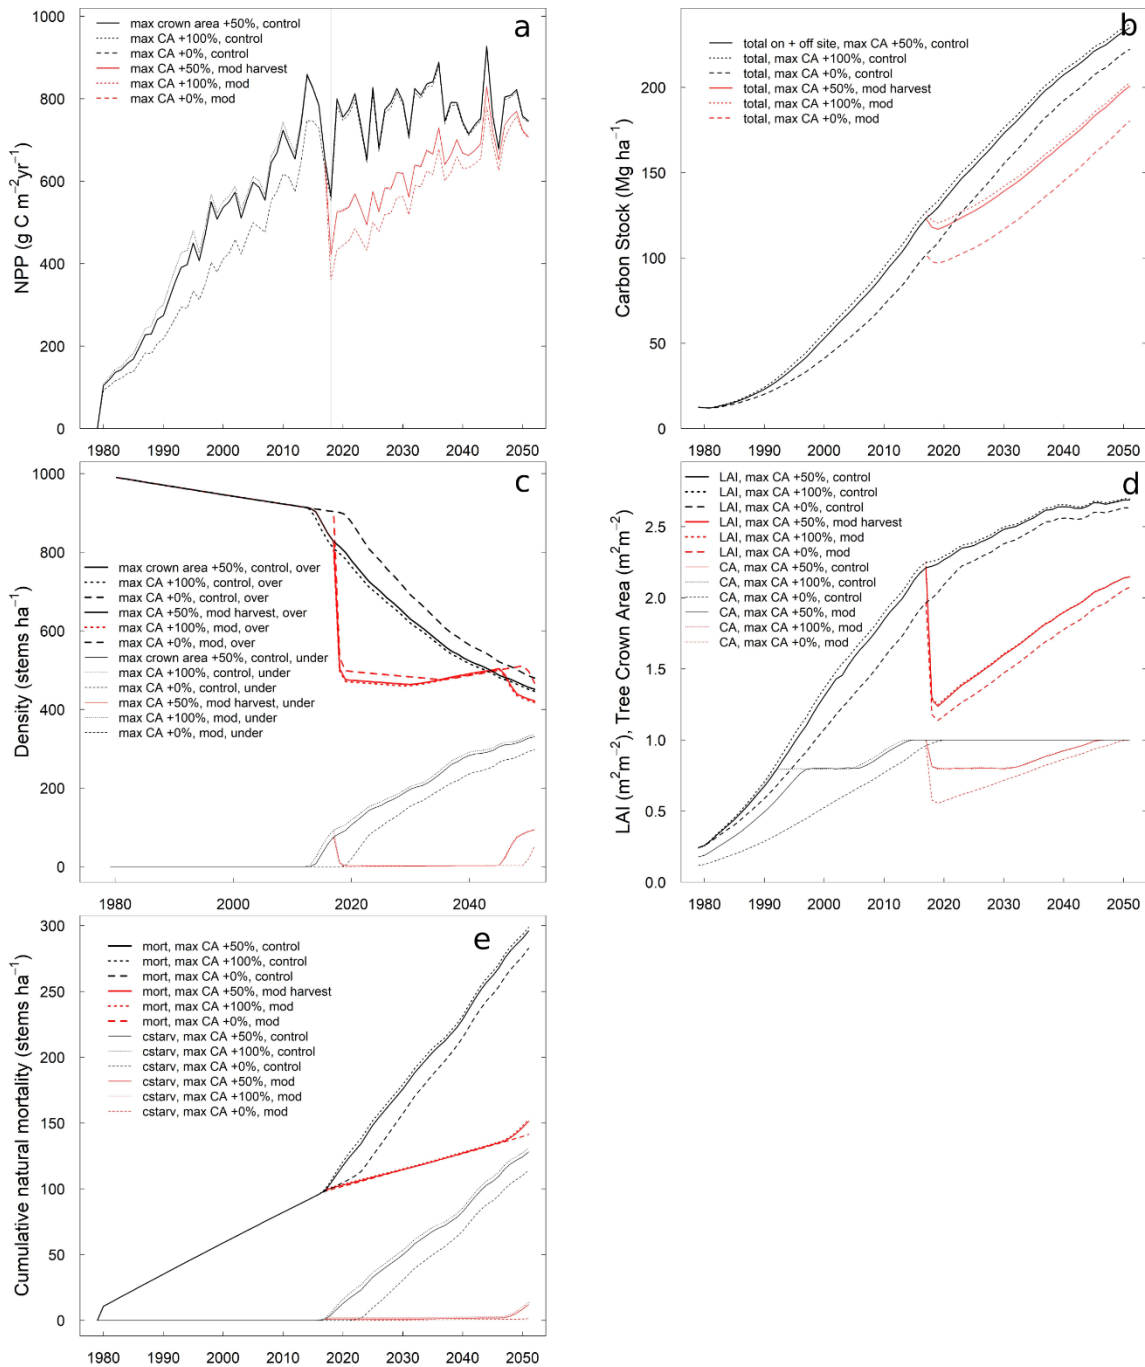 a
max crown area +50%, control
max CA +100%, control
max CA +0%, control
max CA +50%, mod harvest
max CA +100%, mod
max CA +0%, mod
NPP (g C m−2yr−1)
1000
800
600
400
200
0
1980 1990 2000 2010 2020 2030 2040 2050
b
total on + off site, max CA +50%, control
total, max CA +100%, control
total, max CA +0%, control
total, max CA +50%, mod harvest
total, max CA +100%, mod
total, max CA +0%, mod
Carbon Stock (Mg ha−1)
200
150
100
50
0
1980 1990 2000 2010 2020 2030 2040 2050
c
max crown area +50%, control, over
max CA +100%, control, over
max CA +0%, control, over
max CA +50%, mod harvest, over
max CA +100%, mod, over
max CA +0%, mod, over
max crown area +50%, control, under
max CA +100%, control, under
max CA +0%, control, under
max CA +50%, mod harvest, under
max CA +100%, mod, under
max CA +0%, mod, under
Density (stems ha−1)
1000
800
600
400
200
0
1980 2000 2020 2040
d
LAI, max CA +50%, control
LAI, max CA +100%, control
LAI, max CA +0%, control
LAI, max CA +50%, mod harvest
LAI, max CA +100%, mod
LAI, max CA +0%, mod
CA, max CA +50%, control
CA, max CA +100%, control
CA, max CA +0%, control
CA, max CA +50%, mod
CA, max CA +100%, mod
CA, max CA +0%, mod
LAI (m2m−2), Tree Crown Area (m2m−2)
2.5
2.0
1.5
1.0
0.5
0.0
1980 1990 2000 2010 2020 2030 2040 2050
e
mort, max CA +50%, control
mort, max CA +100%, control
mort, max CA +0%, control
mort, max CA +50%, mod harvest
mort, max CA +100%, mod
mort, max CA +0%, mod
cstarv, max CA +50%, control
cstarv, max CA +100%, control
cstarv, max CA +0%, control
cstarv, max CA +50%, mod
cstarv, max CA +100%, mod
cstarv, max CA +0%, mod
Cumulative natural mortality (stems ha−1)
300
250
200
150
100
50
0
1980 1990 2000 2010 2020 2030 2040 2050